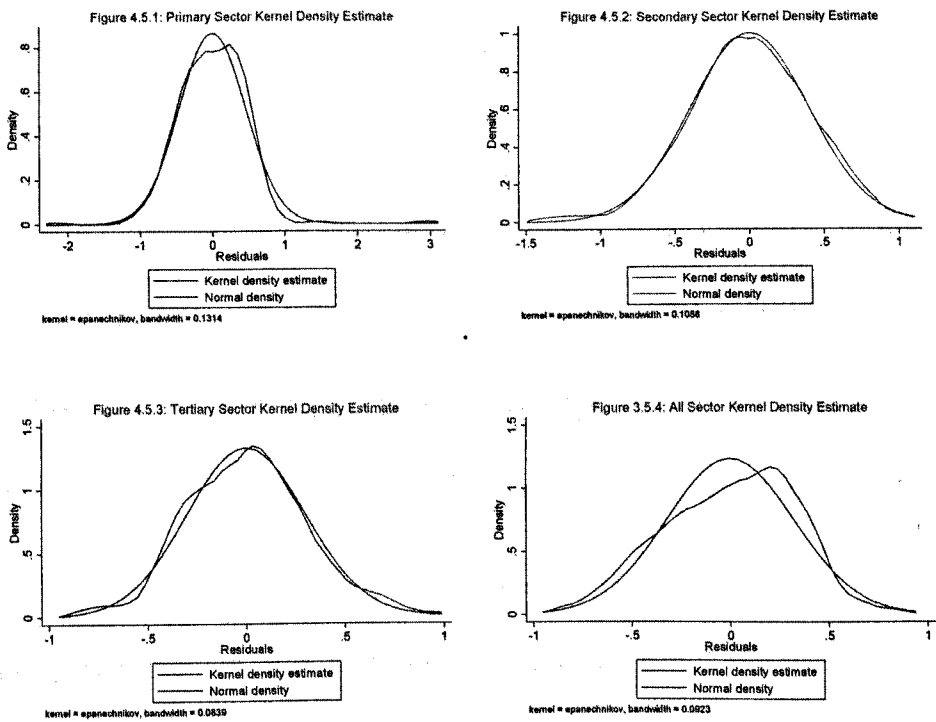 Figure 4.5.1: Primary Sector Kernel Density Estimate
Density
0 .2 .4 .6 .8
-2 -1 0 1 2 3
Residuals
Kernel density estimate
Normal density
kernel = epanechnikov, bandwidth = 0.1314
Figure 4.5.2: Secondary Sector Kernel Density Estimate
Density
0 .2 .4 .6 .8 1
-1.5 -1 -.5 0 .5 1
Residuals
Kernel density estimate
Normal density
kernel = epanechnikov, bandwidth = 0.1086
Figure 4.5.3: Tertiary Sector Kernel Density Estimate
Density
0 .5 1 1.5
-1 -.5 0 .5 1
Residuals
Kernel density estimate
Normal density
kernel = epanechnikov, bandwidth = 0.0839
Figure 3.5.4: All Sector Kernel Density Estimate
Density
0 .5 1 1.5
-1 -.5 0 .5 1
Residuals
Kernel density estimate
Normal density
kernel = epanechnikov, bandwidth = 0.0923